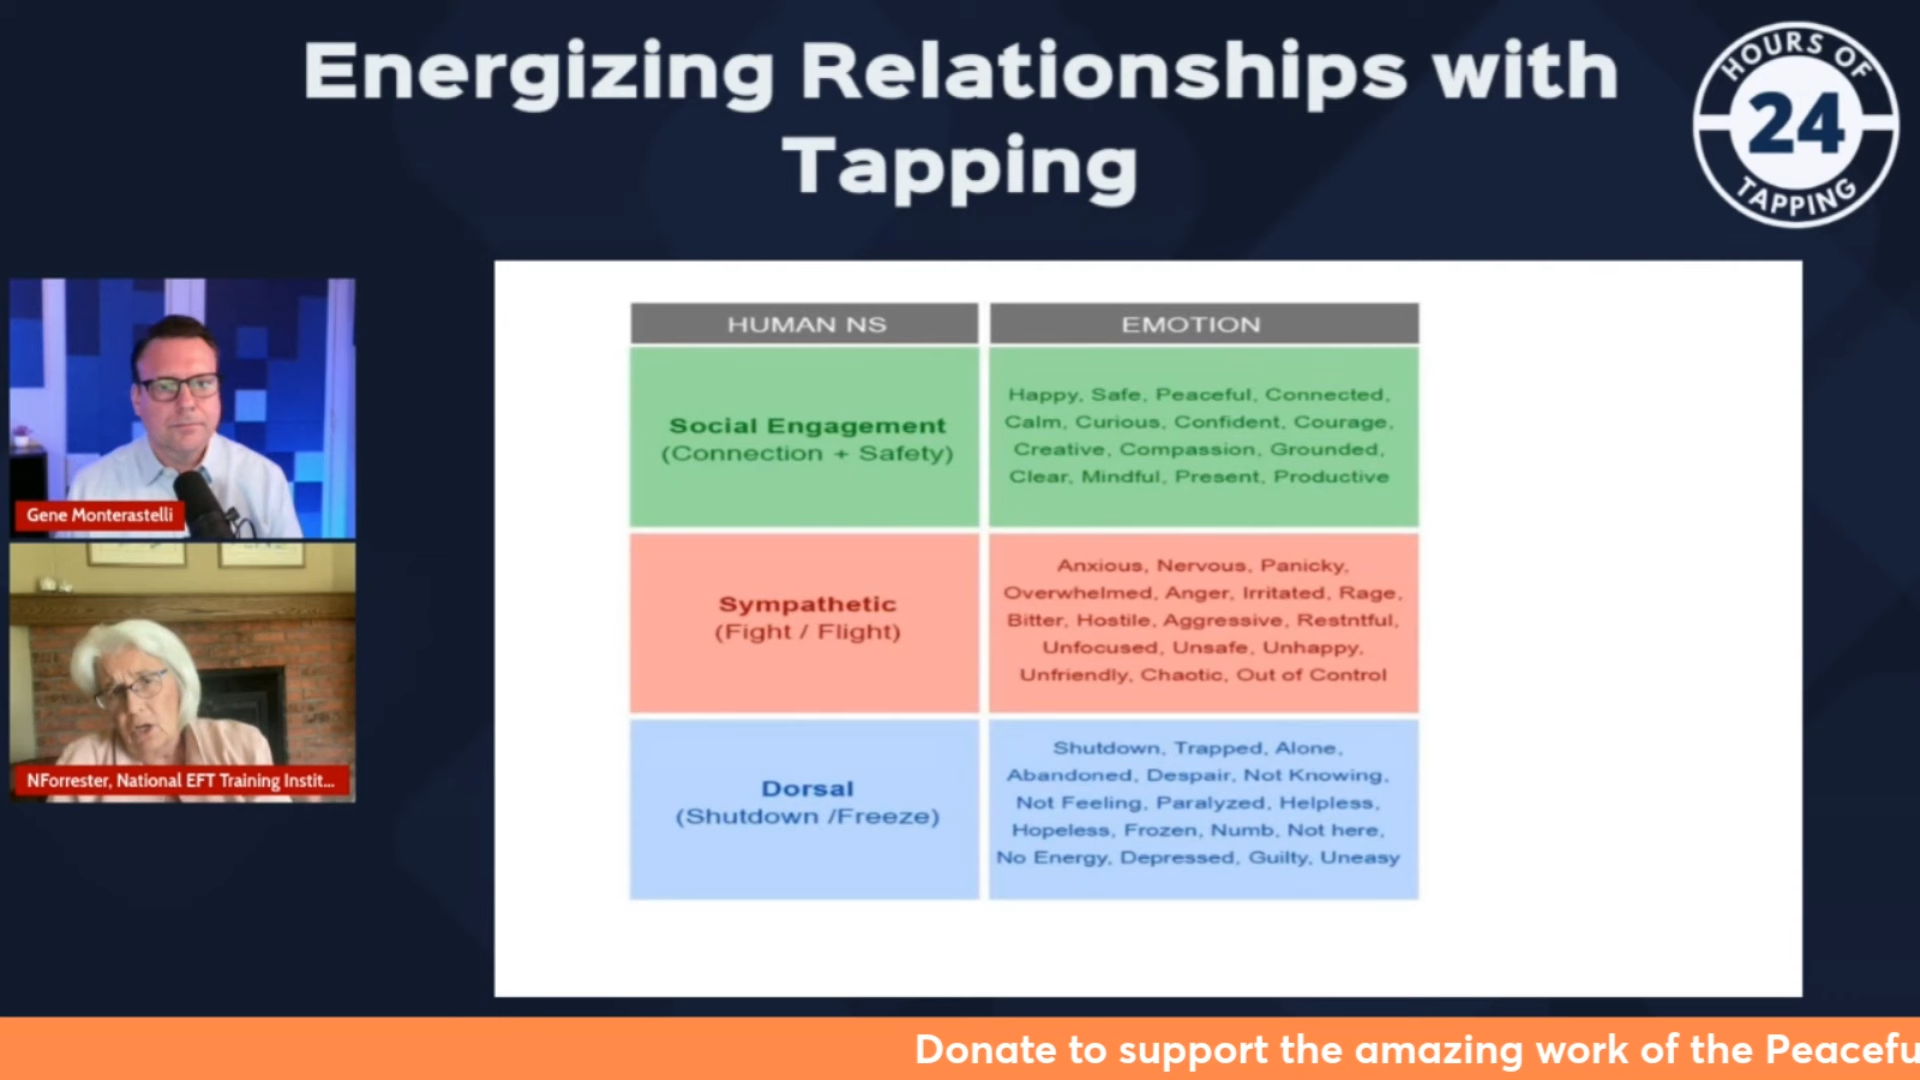 Energizing Relationships with
Tapping
HOURS OF
24
TAPPING
Gene Monterastelli
NForrester, National EFT Training Instit...
HUMAN NS
EMOTION
Social Engagement
(Connection + Safety)
Happy, Safe, Peaceful, Connected,
Calm, Curious, Confident, Courage,
Creative, Compassion, Grounded,
Clear, Mindful, Present, Productive
Sympathetic
(Fight / Flight)
Anxious, Nervous, Panicky,
Overwhelmed, Anger, Irritated, Rage,
Bitter, Hostile, Aggressive, Restntful,
Unfocused, Unsafe, Unhappy,
Unfriendly, Chaotic, Out of Control
Dorsal
(Shutdown /Freeze)
Shutdown, Trapped, Alone,
Abandoned, Despair, Not Knowing,
Not Feeling, Paralyzed, Helpless,
Hopeless, Frozen, Numb, Not here,
No Energy, Depressed, Guilty, Uneasy
Donate to support the amazing work of the Peacefu